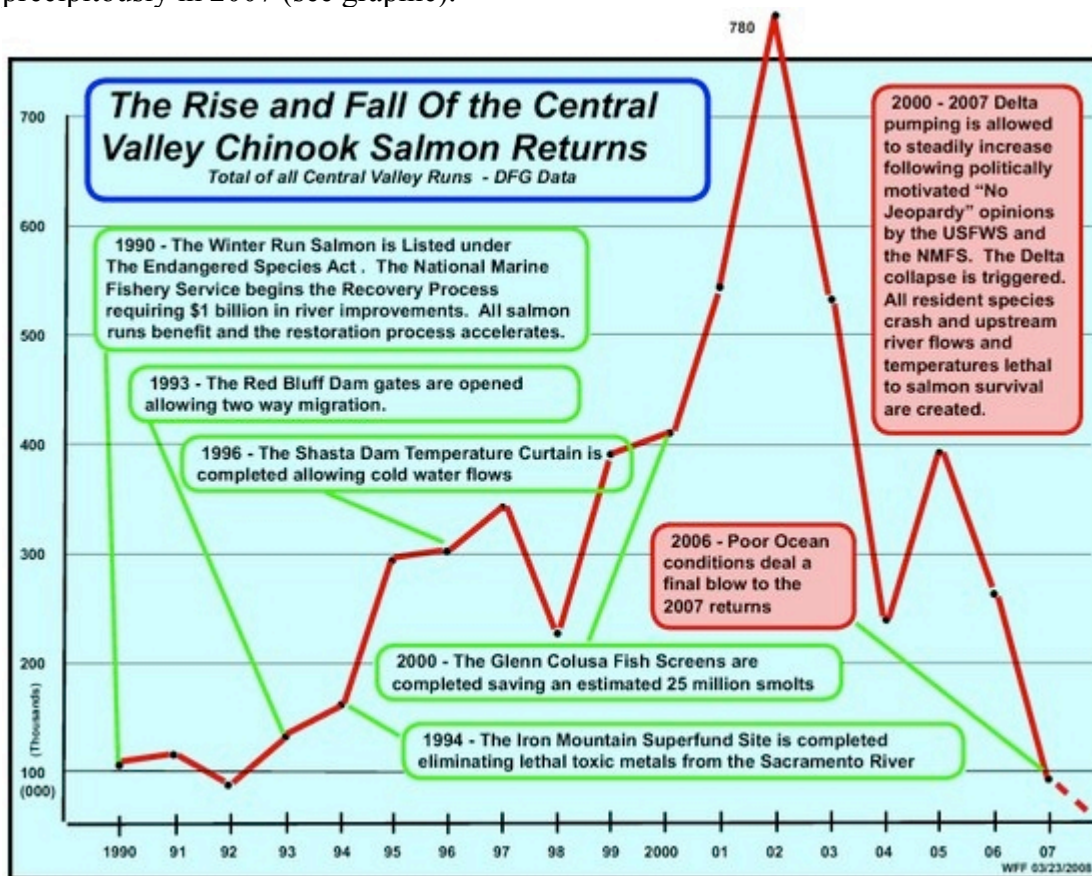 precipitously in 2007 (see graphic).
780
The Rise and Fall Of the Central
Valley Chinook Salmon Returns
Total of all Central Valley Runs - DFG Data
2000 - 2007 Delta
pumping is allowed
to steadily increase
following politically
motivated “No
Jeopardy” opinions
by the USFWS and
the NMFS. The Delta
collapse is triggered.
All resident species
crash and upstream
river flows and
temperatures lethal
to salmon survival
are created.
1990 - The Winter Run Salmon is Listed under
The Endangered Species Act . The National Marine
Fishery Service begins the Recovery Process
requiring $1 billion in river improvements. All salmon
runs benefit and the restoration process accelerates.
1993 - The Red Bluff Dam gates are opened
allowing two way migration.
1996 - The Shasta Dam Temperature Curtain is
completed allowing cold water flows
2006 - Poor Ocean
conditions deal a
final blow to the
2007 returns
2000 - The Glenn Colusa Fish Screens are
completed saving an estimated 25 million smolts
1994 - The Iron Mountain Superfund Site is completed
eliminating lethal toxic metals from the Sacramento River
700
600
500
400
300
200
100
(000)
(Thousands)
1990 91 92 93 94 95 96 97 98 99 2000 01 02 03 04 05 06 07
WFF 03/23/2008